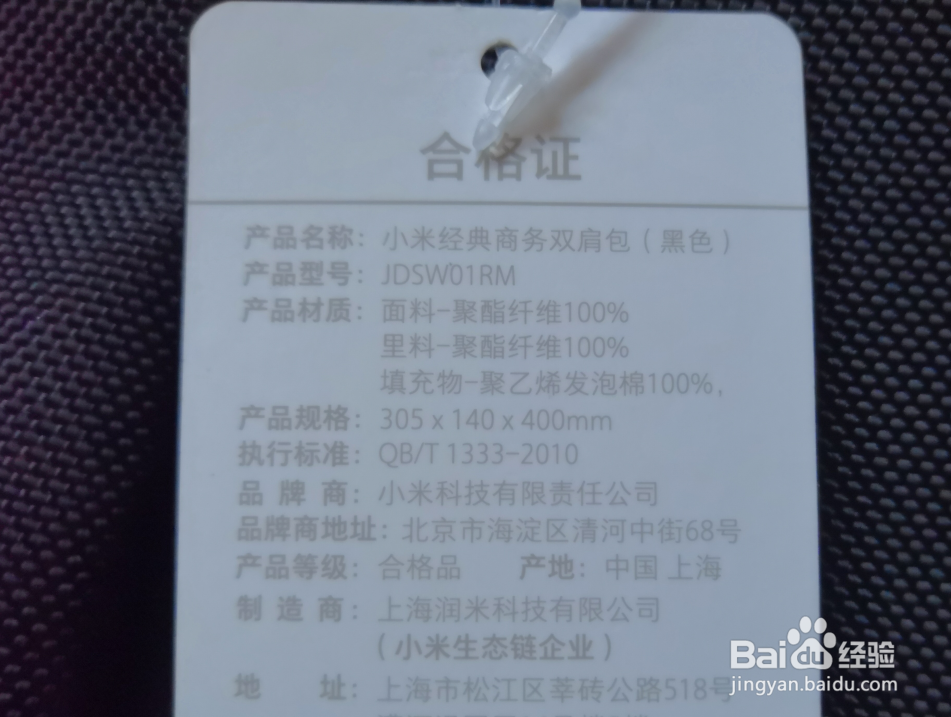 合格证
产品名称：小米经典商务双肩包（黑色）
产品型号：JDSW01RM
产品材质：面料-聚酯纤维100%
里料-聚酯纤维100%
填充物-聚乙烯发泡棉100%，
产品规格：305 x 140 x 400mm
执行标准：QB/T 1333-2010
品 牌 商：小米科技有限责任公司
品牌商地址：北京市海淀区清河中街68号
产品等级：合格品 产地：中国 上海
制 造 商：上海润米科技有限公司
（小米生态链企业）
地 址：上海市松江区莘砖公路518号
Baidu 经验
jingyan.baidu.com